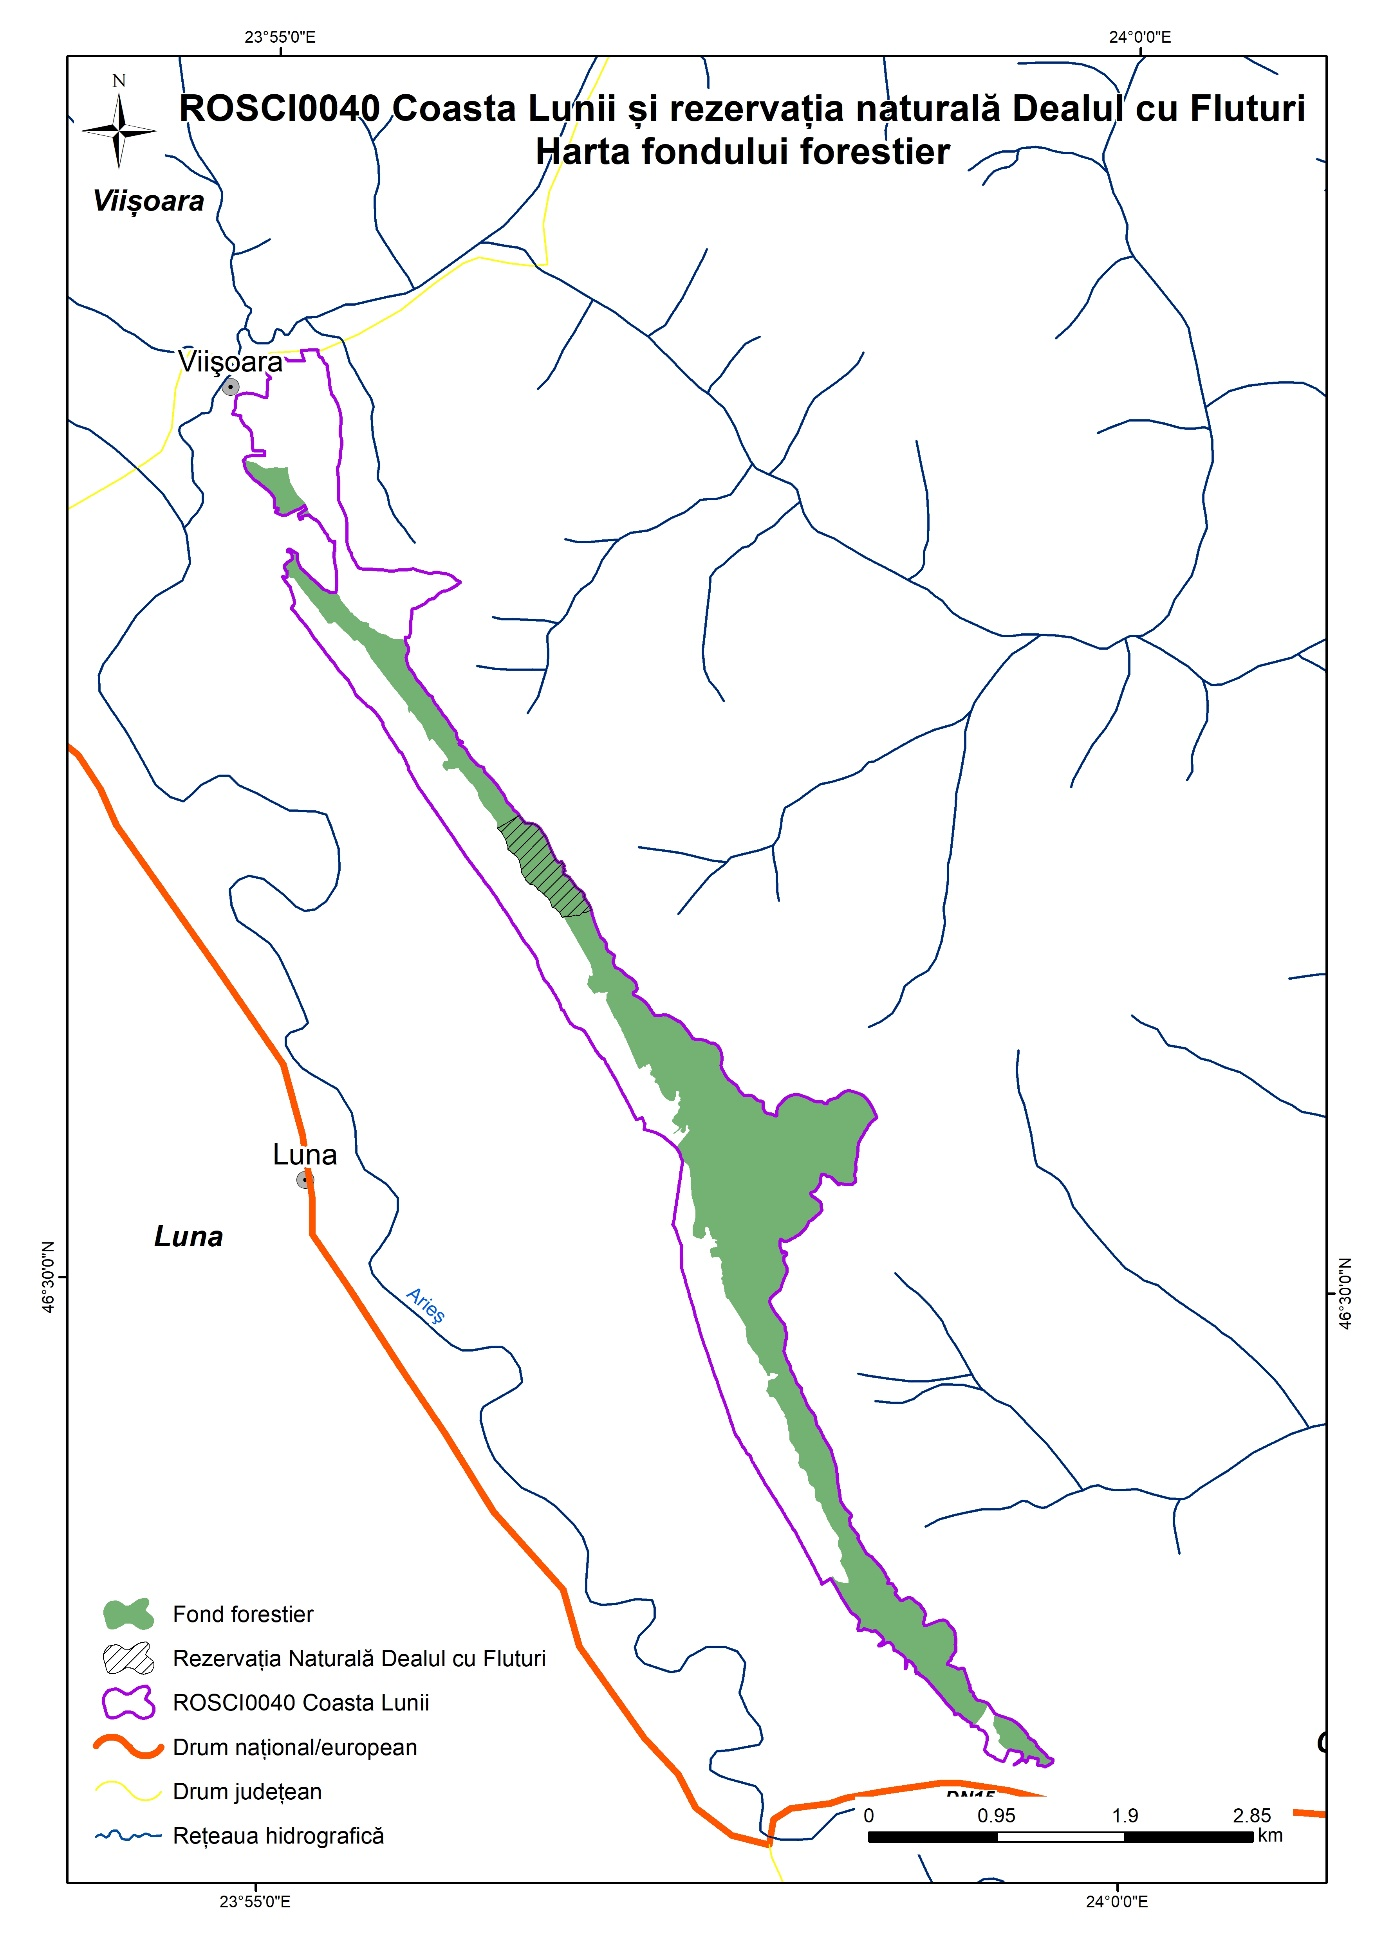 23°55'0"E
24°0'0"E
N
ROSCI0040 Coasta Lunii și rezervația naturală Dealul cu Fluturi
Harta fondului forestier
Viișoara
Viişoara
Luna
Luna
46°30'0"N
46°30'0"N
Arieş
Fond forestier
Rezervația Naturală Dealul cu Fluturi
ROSCI0040 Coasta Lunii
Drum național/european
Drum județean
Rețeaua hidrografică
DN15
0 0.95 1.9 2.85
km
23°55'0"E
24°0'0"E